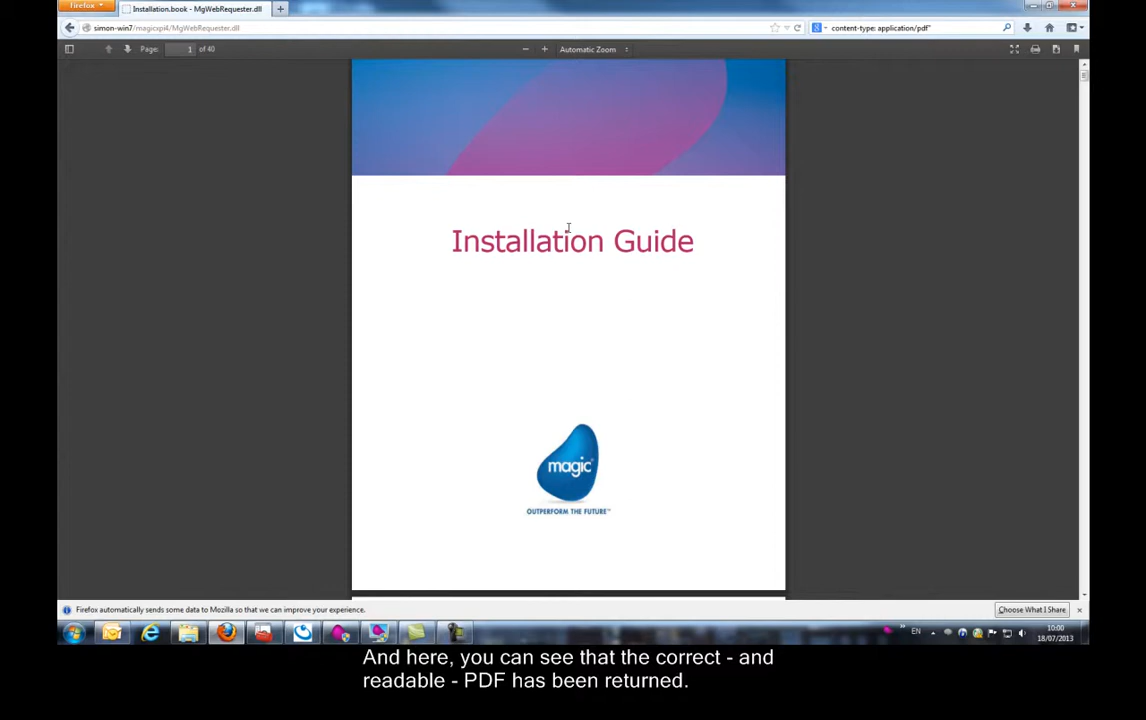 Firefox
Installation.book - MgWebRequester.dll
simon-win7/magicxpi4/MgWebRequester.dll
content-type: application/pdf"
Page: 1 of 40
Automatic Zoom
Installation Guide
magic
OUTPERFORM THE FUTURE™
Firefox automatically sends some data to Mozilla so that we can improve your experience.
Choose What I Share
EN
10:00
18/07/2013
And here, you can see that the correct - and
readable - PDF has been returned.